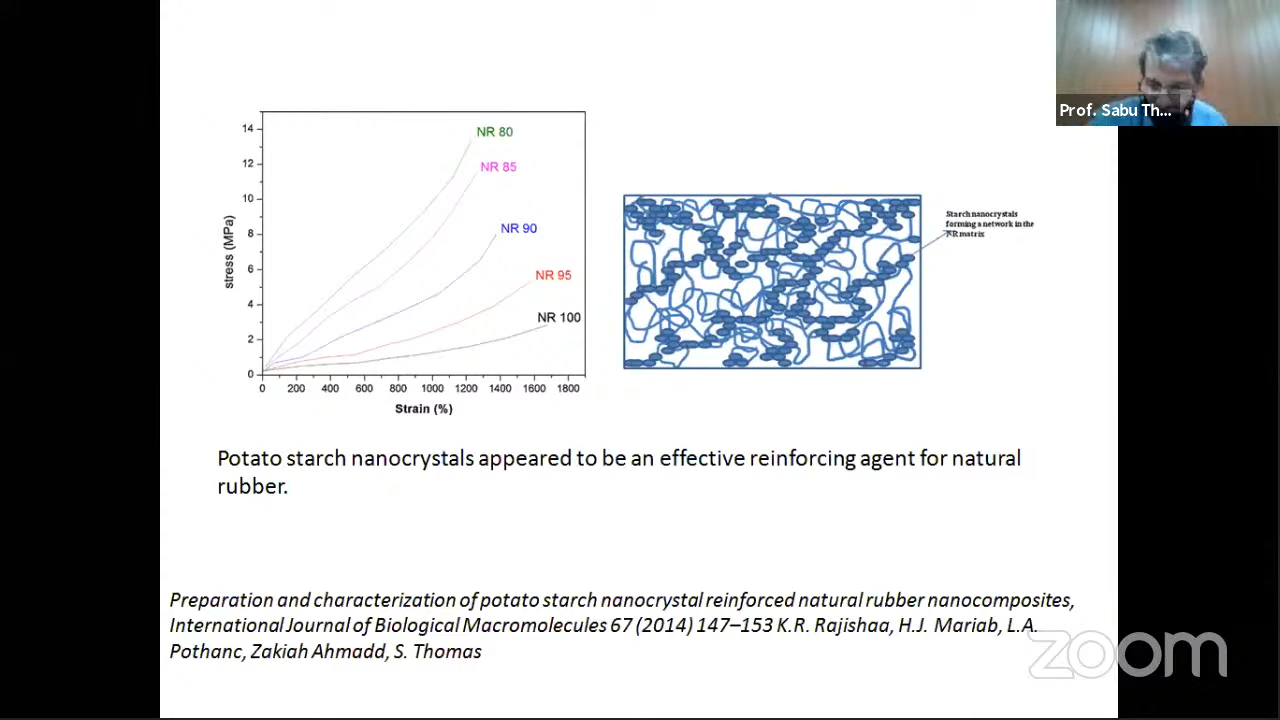 Prof. Sabu Th...
14
12
10
8
6
4
2
0
stress (MPa)
NR 80
NR 85
NR 90
NR 95
NR 100
0 200 400 600 800 1000 1200 1400 1600 1800
Strain (%)
Starch nanocrystals
forming a network in the
NR matrix
Potato starch nanocrystals appeared to be an effective reinforcing agent for natural
rubber.
Preparation and characterization of potato starch nanocrystal reinforced natural rubber nanocomposites,
International Journal of Biological Macromolecules 67 (2014) 147–153 K.R. Rajishaa, H.J. Mariab, L.A.
Pothanc, Zakiah Ahmadd, S. Thomas
zoom